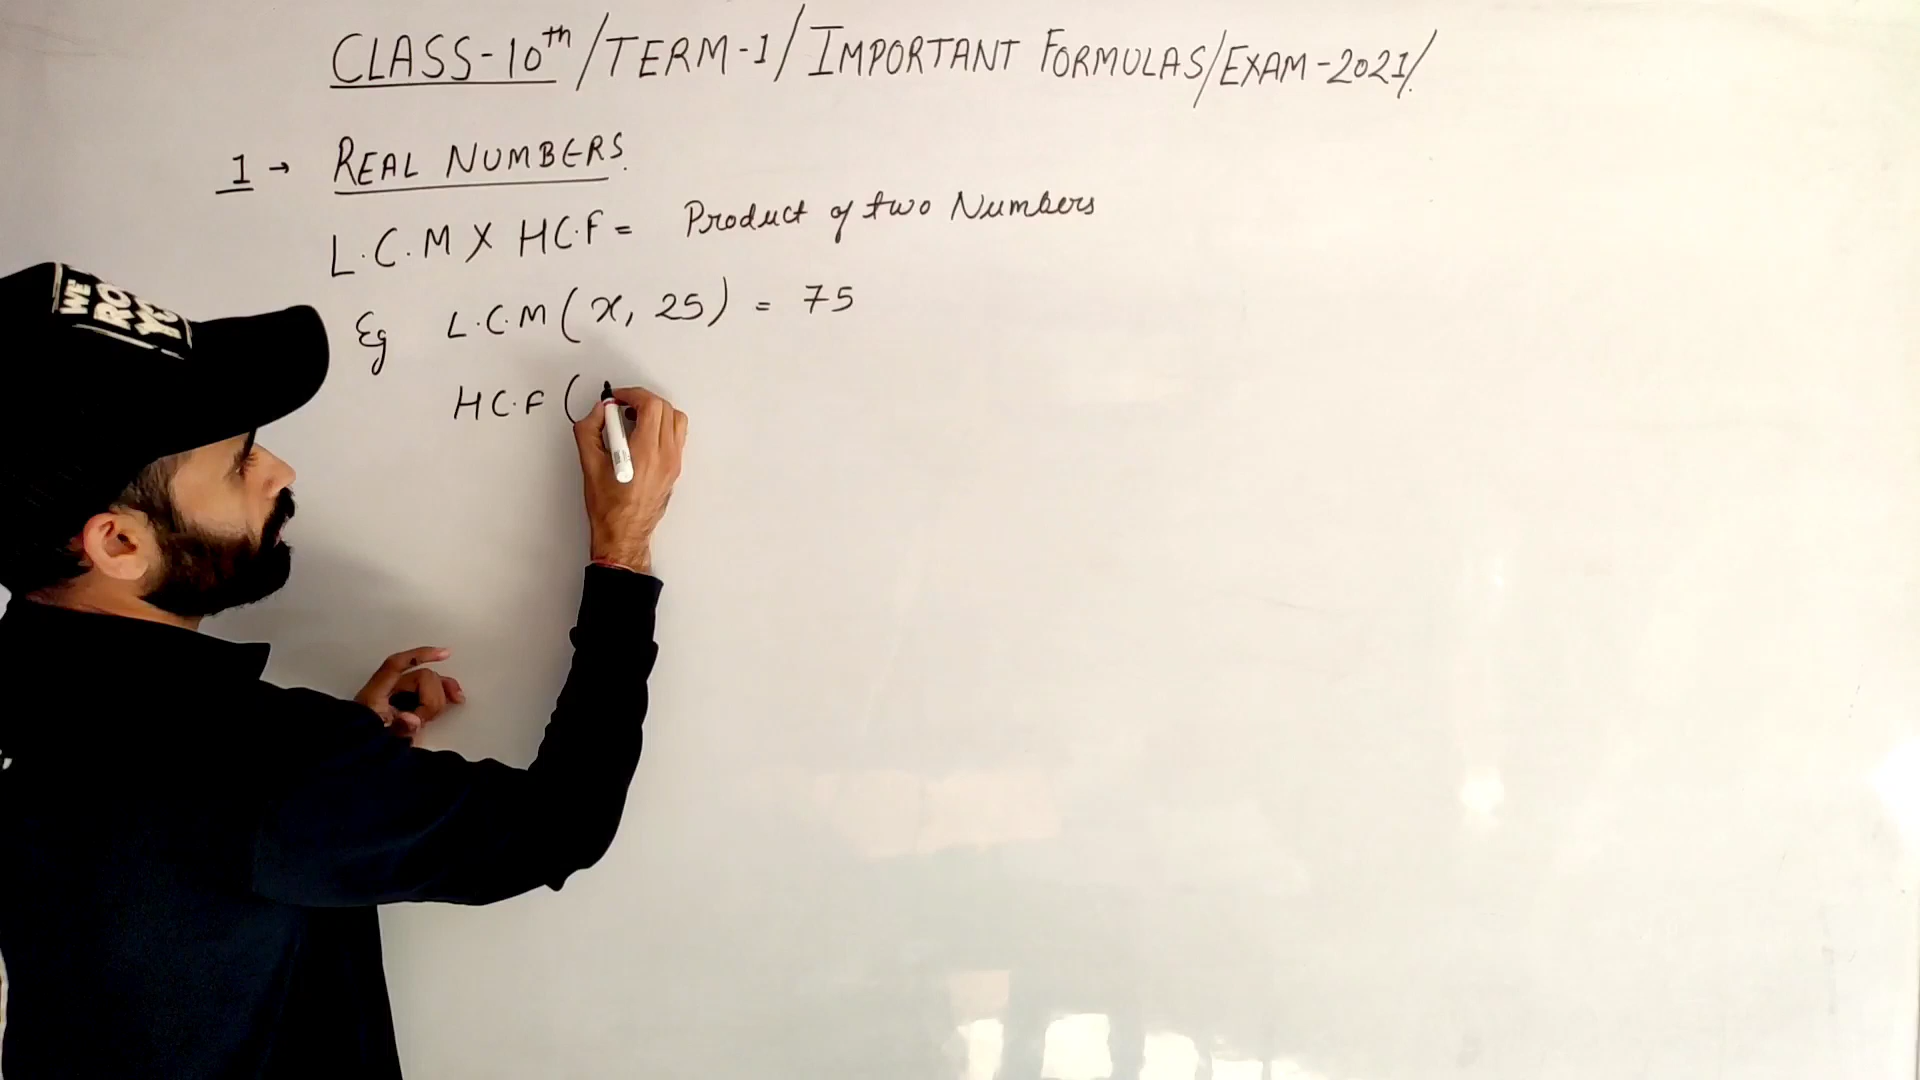 CLASS-10th/TERM-1/IMPORTANT FORMULAS/EXAM-2021/
1→ REAL NUMBERS.
L.C.M X HC.F = Product of two Numbers
Eg L.C.M(x, 25) = 75
HC.F (
WE